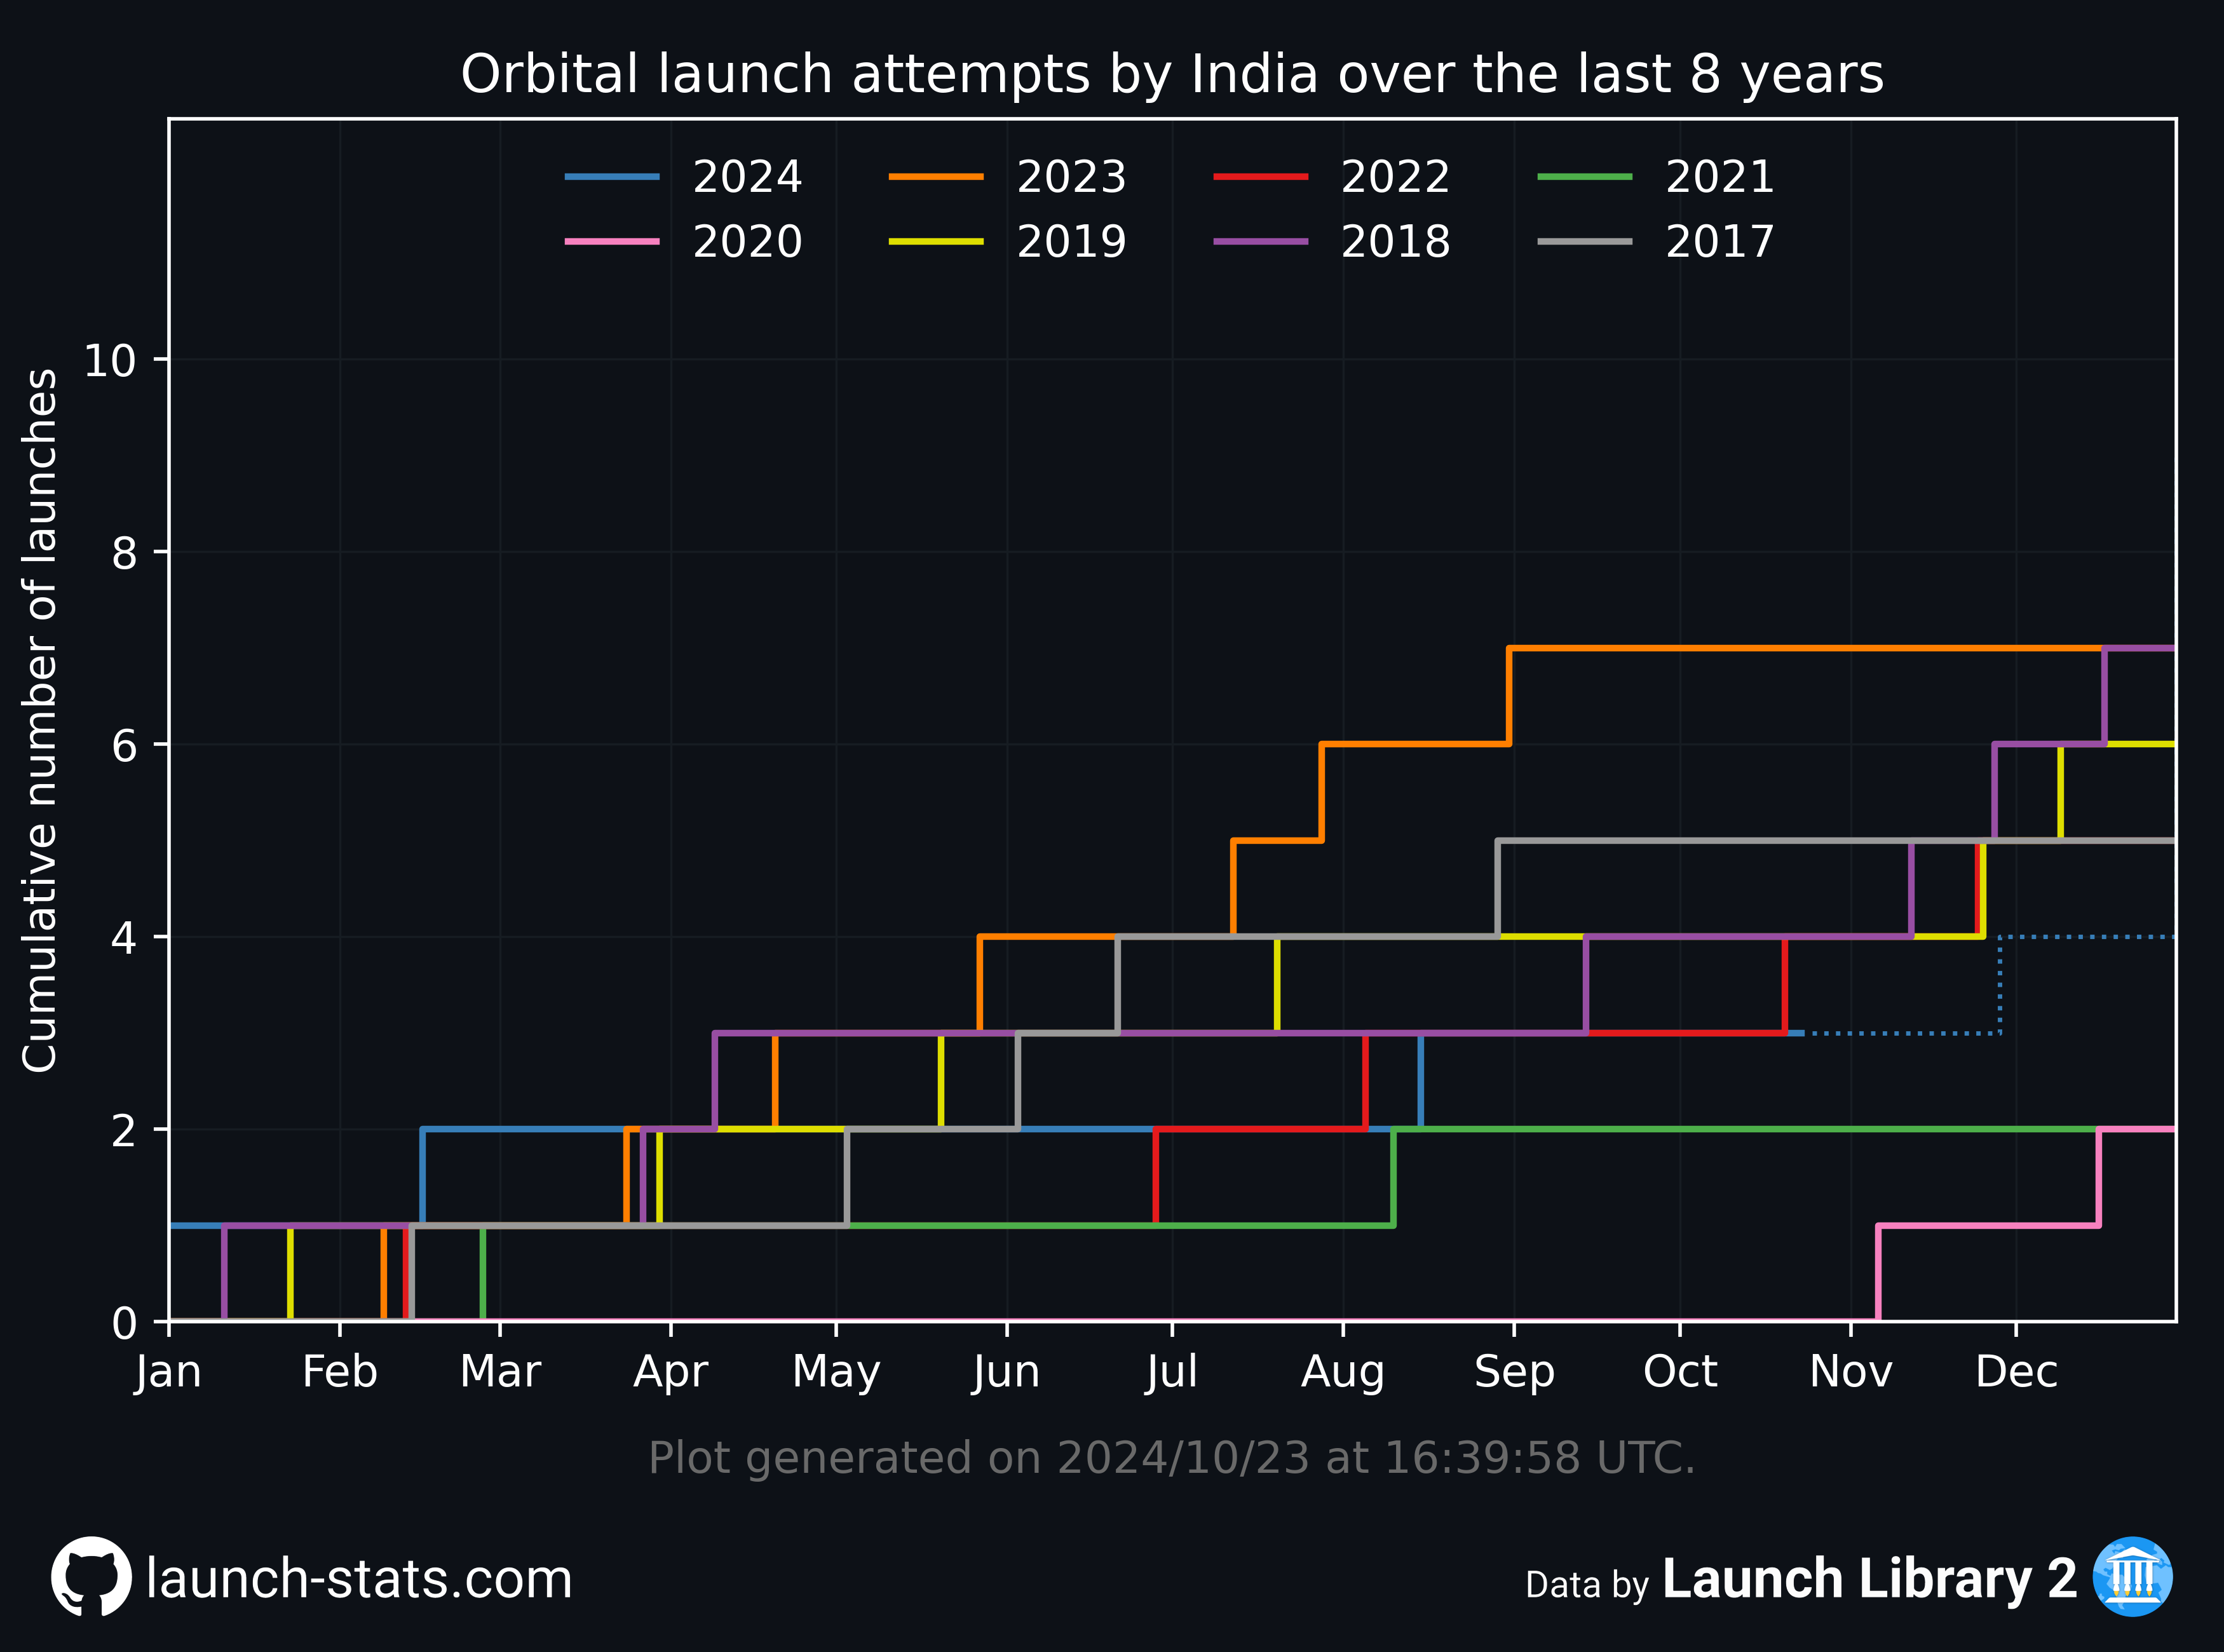 Orbital launch attempts by India over the last 8 years
2024 2023 2022 2021
2020 2019 2018 2017
Cumulative number of launches
10
8
6
4
2
0
Jan Feb Mar Apr May Jun Jul Aug Sep Oct Nov Dec
Plot generated on 2024/10/23 at 16:39:58 UTC.
launch-stats.com
Data by Launch Library 2